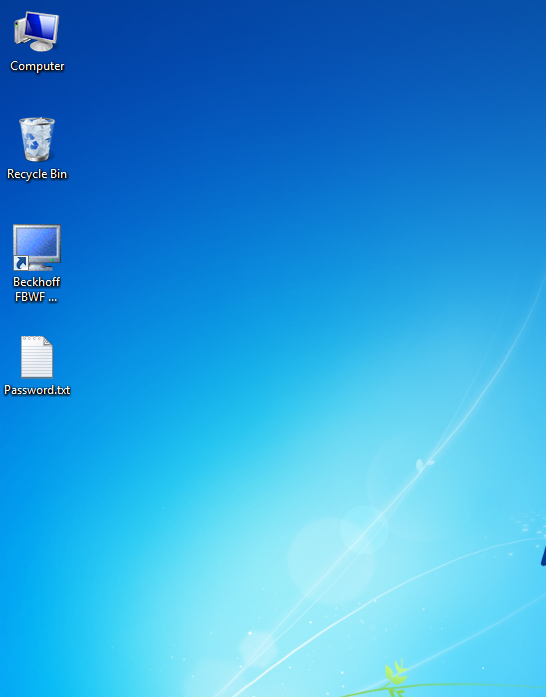 Computer
Recycle Bin
Beckhoff
FBWF ...
Password.txt